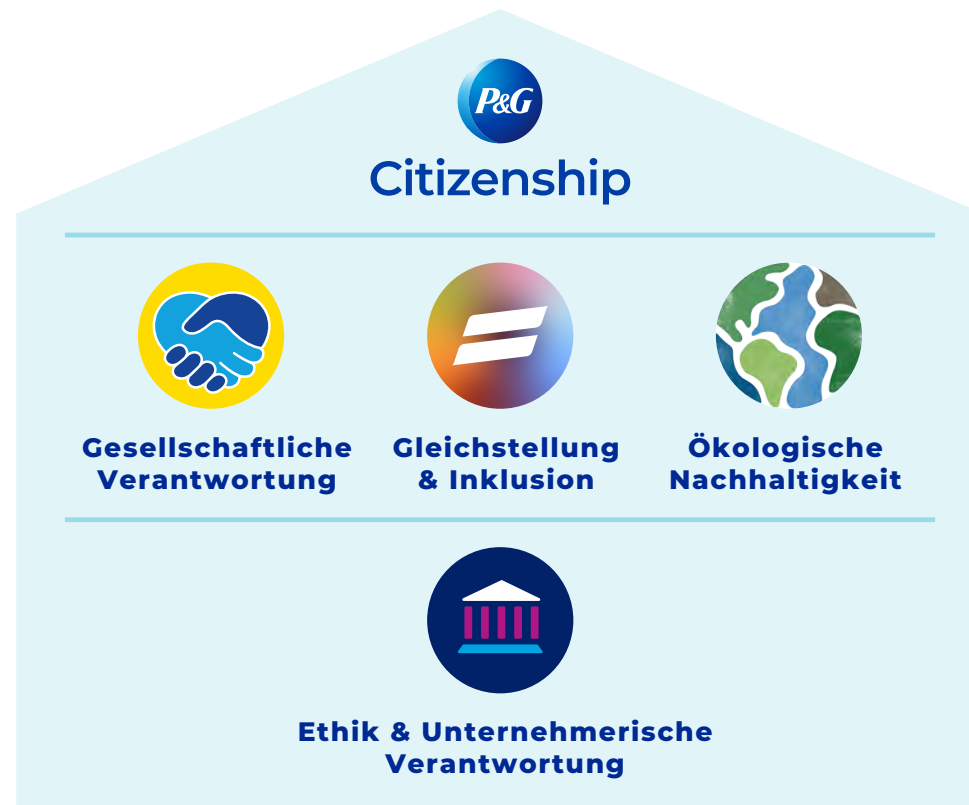 P&G
Citizenship
Gesellschaftliche
Verantwortung
Gleichstellung
& Inklusion
Ökologische
Nachhaltigkeit
Ethik & Unternehmerische
Verantwortung